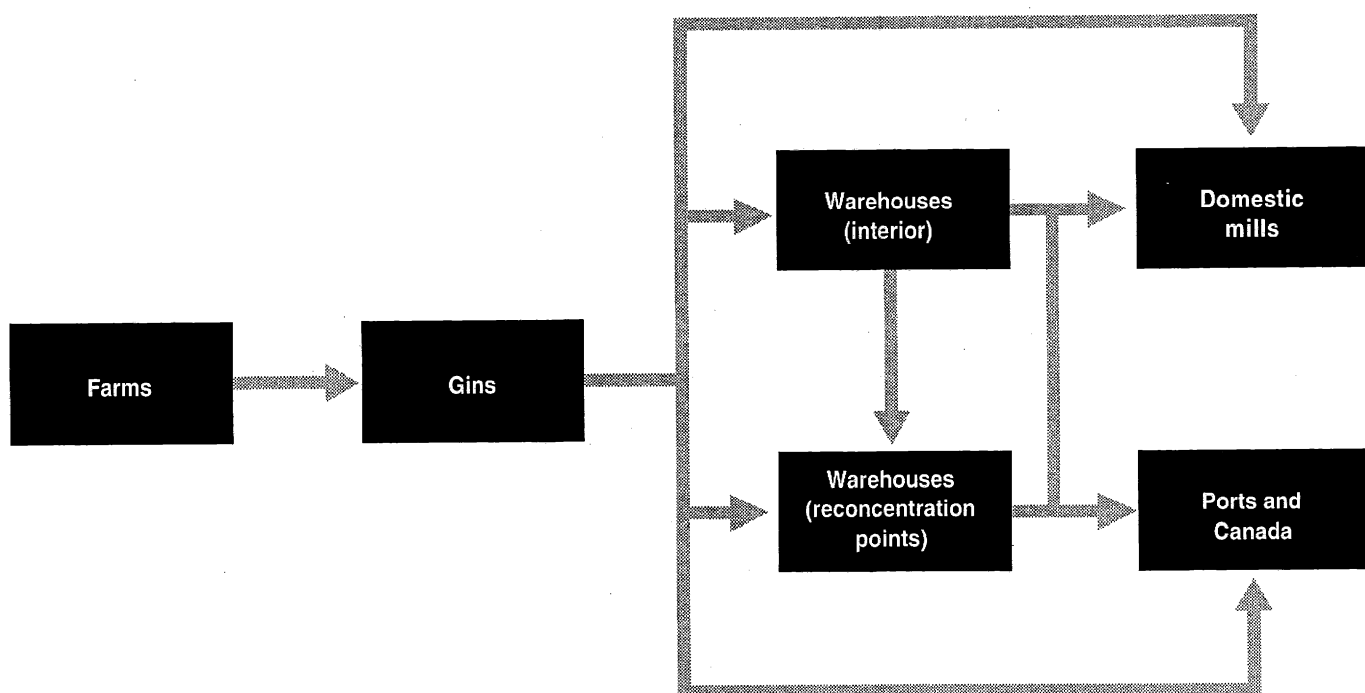 Farms
Gins
Warehouses
(interior)
Warehouses
(reconcentration
points)
Domestic
mills
Ports and
Canada